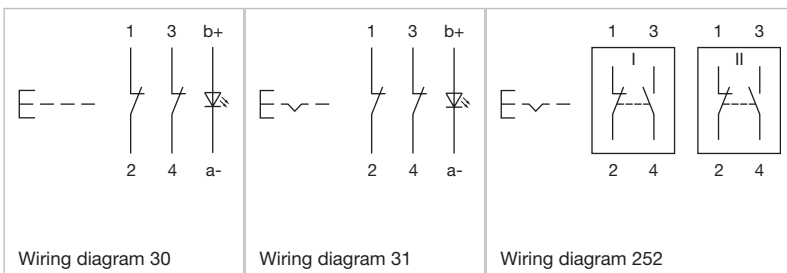 1 3 b+
2 4 a-
Wiring diagram 30
1 3 b+
2 4 a-
Wiring diagram 31
1 3 1 3
I II
2 4 2 4
Wiring diagram 252